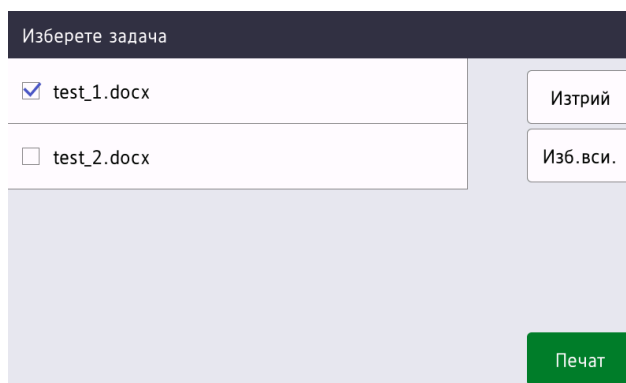 Изберете задача
test_1.docx
Изтрий
test_2.docx
Изб.вси.
Печат